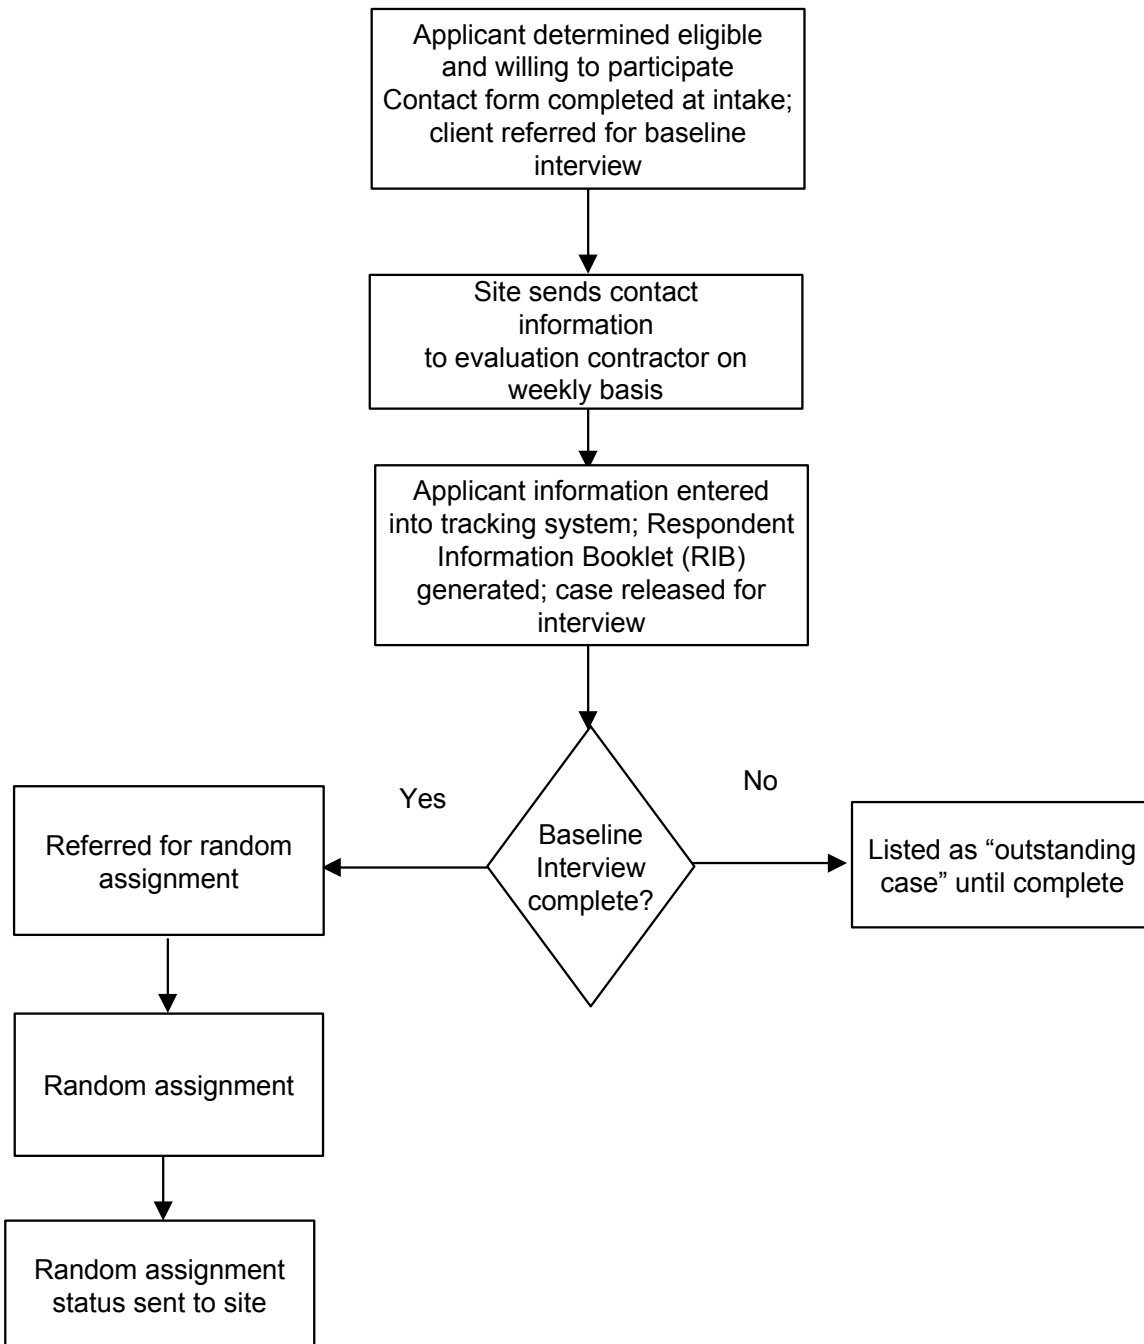 Applicant determined eligible
and willing to participate
Contact form completed at intake;
client referred for baseline
interview
Site sends contact
information
to evaluation contractor on
weekly basis
Applicant information entered
into tracking system; Respondent
Information Booklet (RIB)
generated; case released for
interview
Yes
No
Baseline
Interview
complete?
Referred for random
assignment
Listed as “outstanding
case” until complete
Random assignment
Random assignment
status sent to site